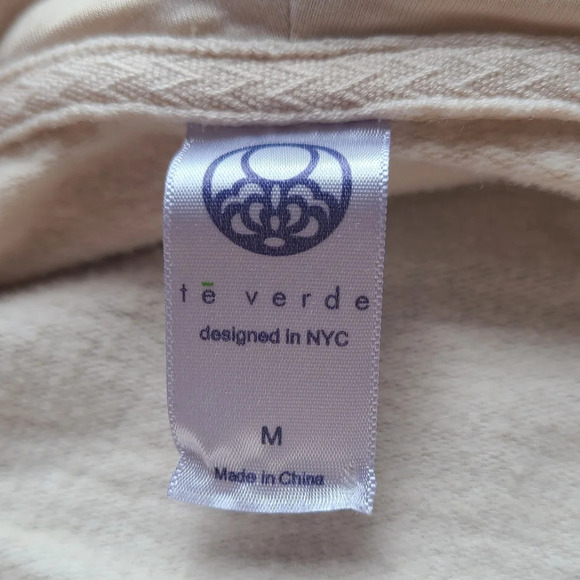 tē verde
designed in NYC
M
Made in China